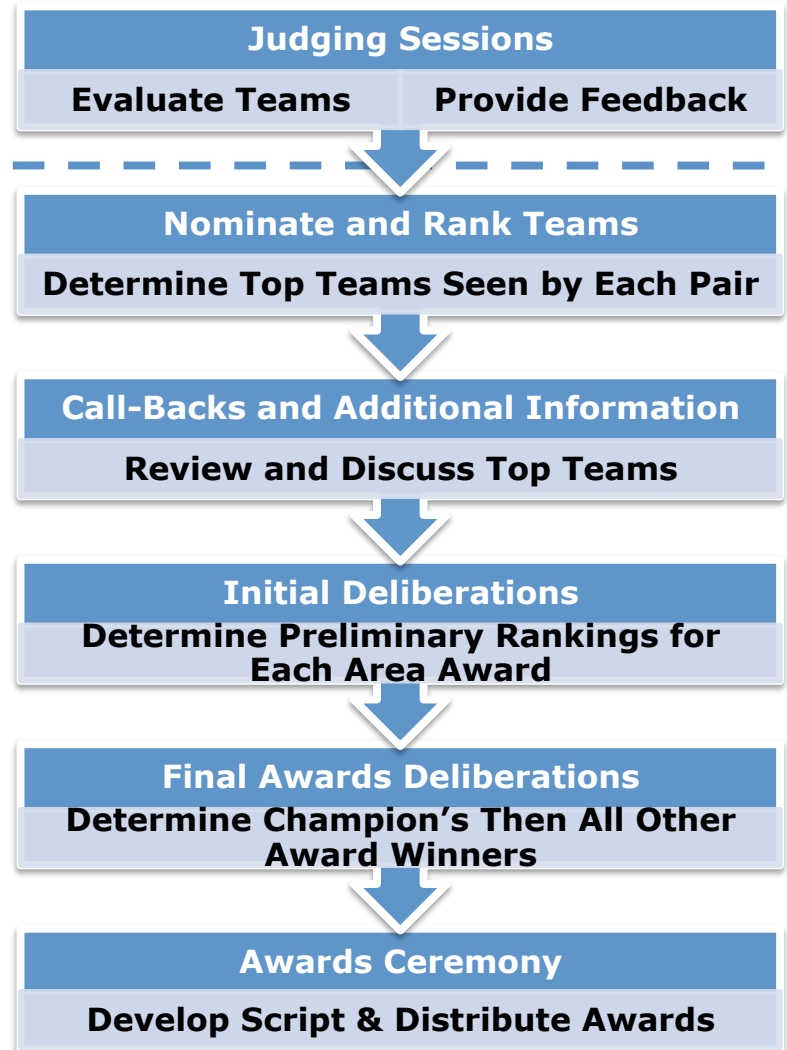 Judging Sessions
Evaluate Teams Provide Feedback
Nominate and Rank Teams
Determine Top Teams Seen by Each Pair
Call-Backs and Additional Information
Review and Discuss Top Teams
Initial Deliberations
Determine Preliminary Rankings for
Each Area Award
Final Awards Deliberations
Determine Champion’s Then All Other
Award Winners
Awards Ceremony
Develop Script & Distribute Awards